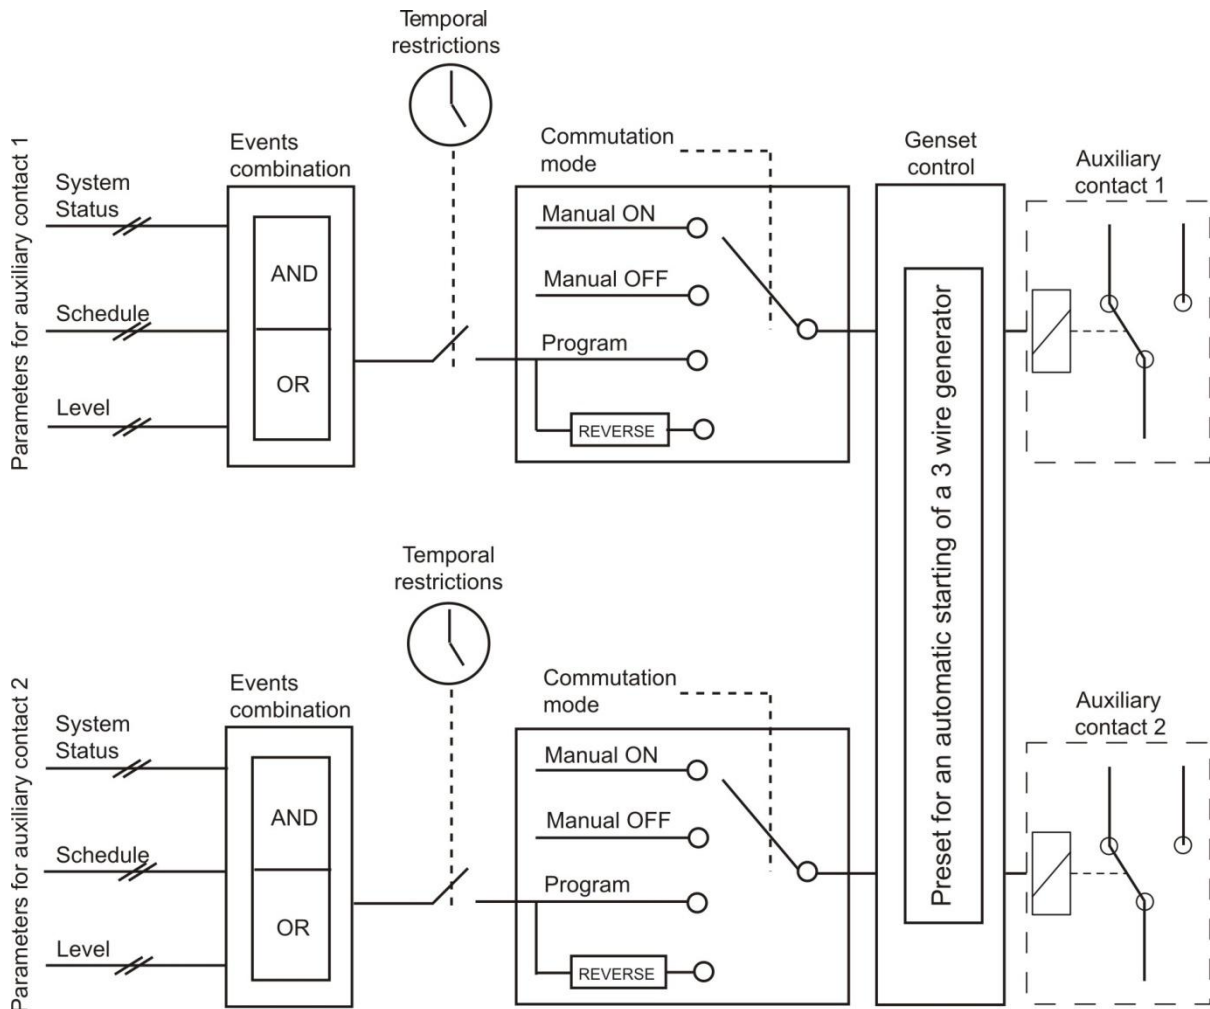 Temporal
restrictions
Parameters for auxiliary contact 1
System
Status
Schedule
Level
Events
combination
AND
OR
Commutation
mode
Manual ON
Manual OFF
Program
REVERSE
Genset
control
Preset for an automatic starting of a 3 wire generator
Auxiliary
contact 1
Temporal
restrictions
Parameters for auxiliary contact 2
System
Status
Schedule
Level
Events
combination
AND
OR
Commutation
mode
Manual ON
Manual OFF
Program
REVERSE
Auxiliary
contact 2